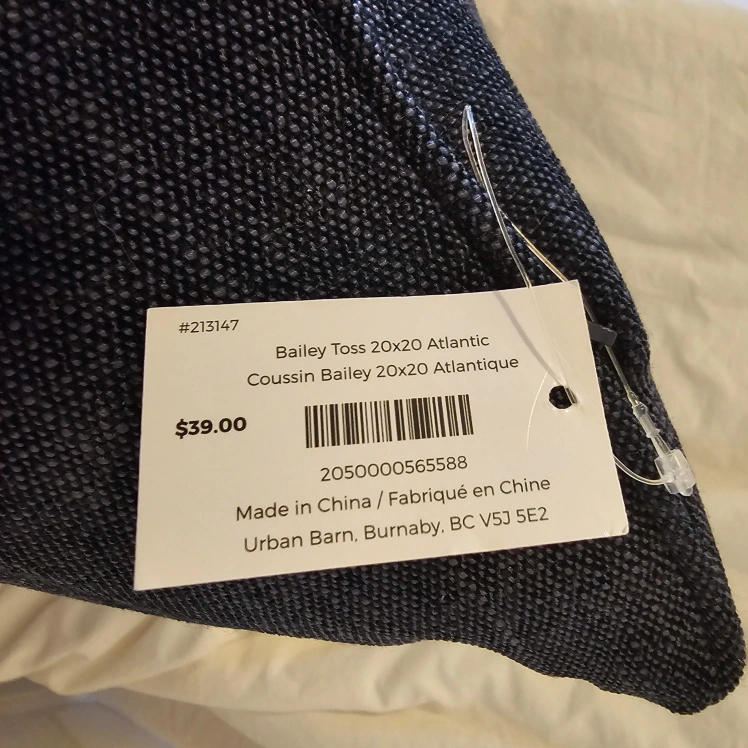 #213147
Bailey Toss 20x20 Atlantic
Coussin Bailey 20x20 Atlantique
$39.00
2050000565588
Made in China / Fabriqué en Chine
Urban Barn, Burnaby, BC V5J 5E2